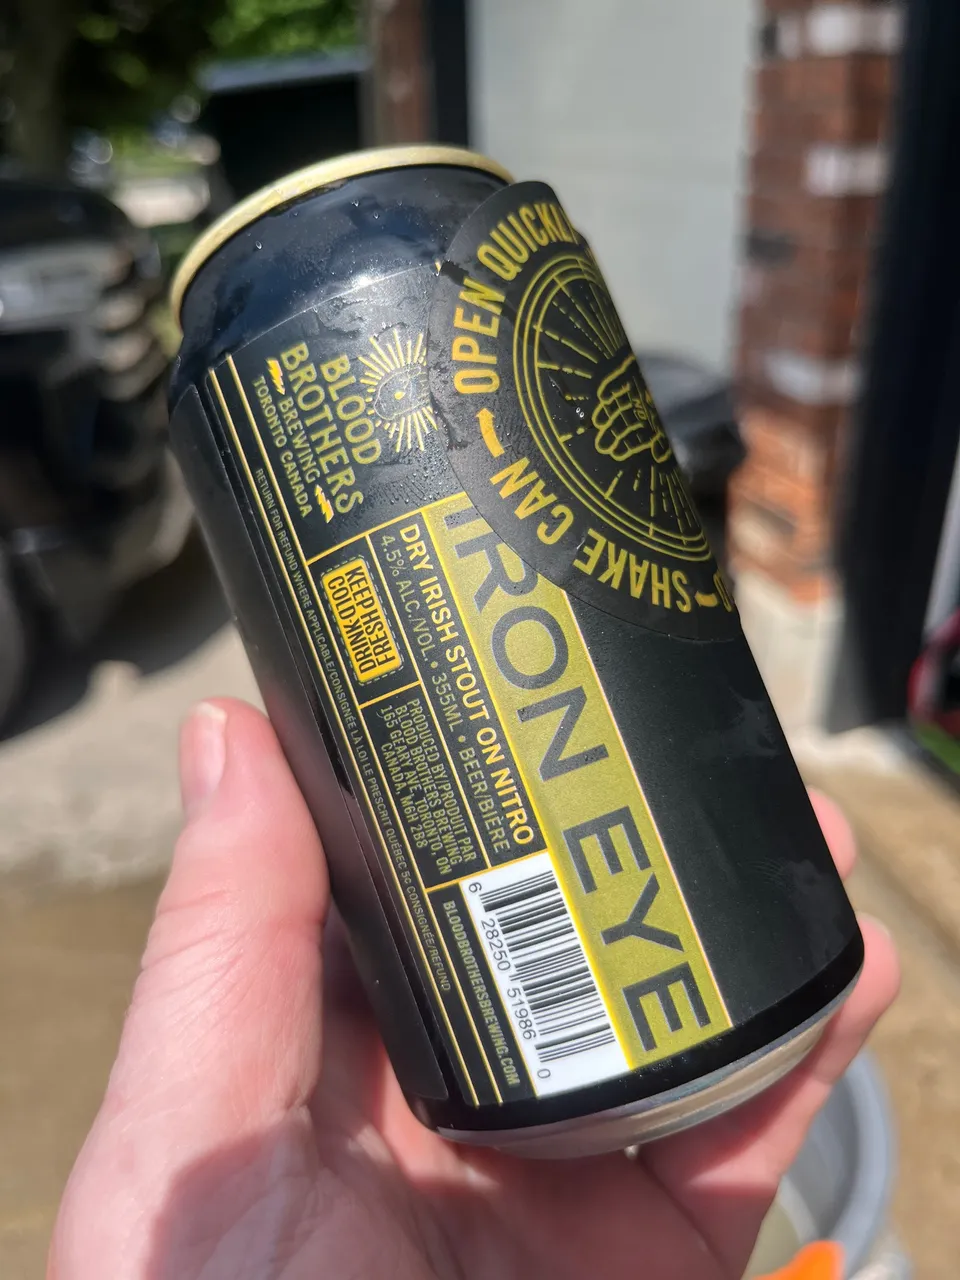 BLOOD
BROTHERS
BREWING
TORONTO CANADA
OPEN QUICKLY
SHAKE CAN
IRON EYE
DRY IRISH STOUT ON NITRO
4.5% ALC./VOL. • 355ML • BEER/BIÈRE
KEEP FRESH
DRINK COLD
PRODUCED BY/PRODUIT PAR
BLOOD BROTHERS BREWING,
165 GEARY AVE, TORONTO, ON
CANADA, M6H 2B8
RETURN FOR REFUND WHERE APPLICABLE/CONSIGNÉE LÀ LOI LE PRESCRIT QUÉBEC 5¢ CONSIGNÉE/REFUND
BLOODBROTHERSBREWING.COM
6 28250 51986 0